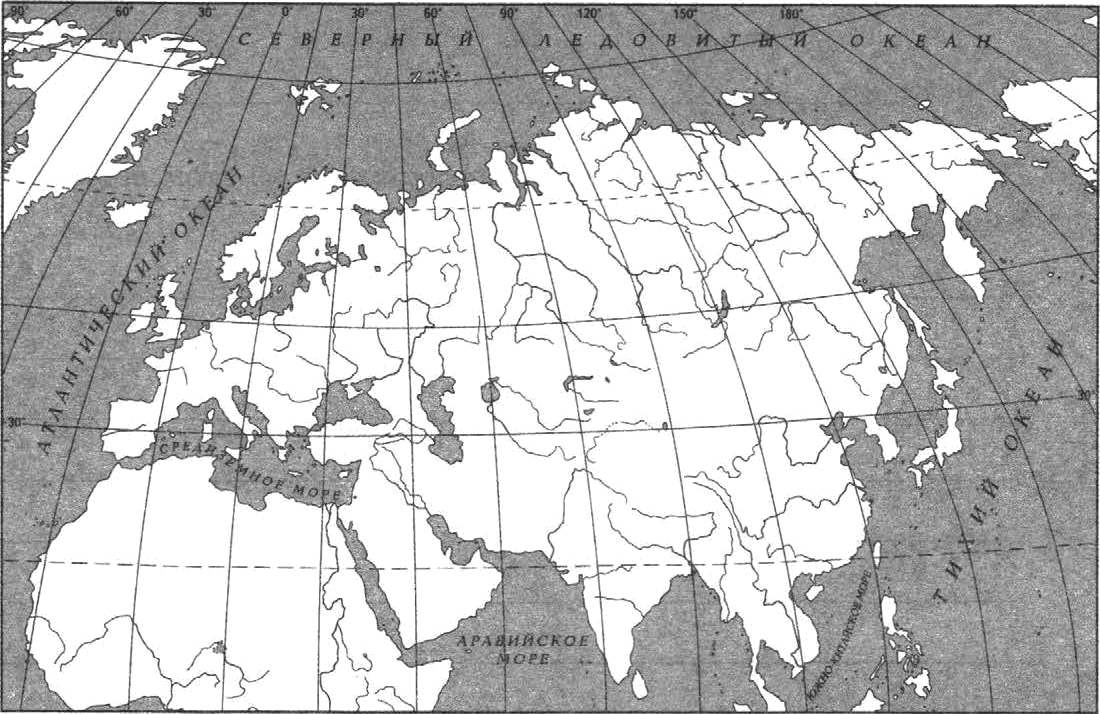 90° 60° 30° 0° 30° 60° 90° 120° 150° 180°
СЕВЕРНЫЙ ЛЕДОВИТЫЙ ОКЕАН
АТЛАНТИЧЕСКИЙ ОКЕАН
30°
30°
СРЕДИЗЕМНОЕ МОРЕ
ТИХИЙ ОКЕАН
АРАВИЙСКОЕ
МОРЕ
ЮЖНО-КИТАЙСКОЕ МОРЕ